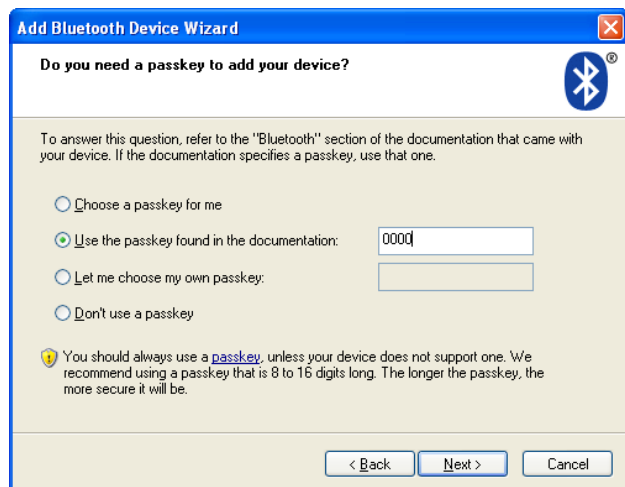 Add Bluetooth Device Wizard
Do you need a passkey to add your device?
®
To answer this question, refer to the "Bluetooth" section of the documentation that came with
your device. If the documentation specifies a passkey, use that one.
Choose a passkey for me
Use the passkey found in the documentation: 0000
Let me choose my own passkey:
Don't use a passkey
You should always use a passkey, unless your device does not support one. We
recommend using a passkey that is 8 to 16 digits long. The longer the passkey, the
more secure it will be.
< Back Next > Cancel